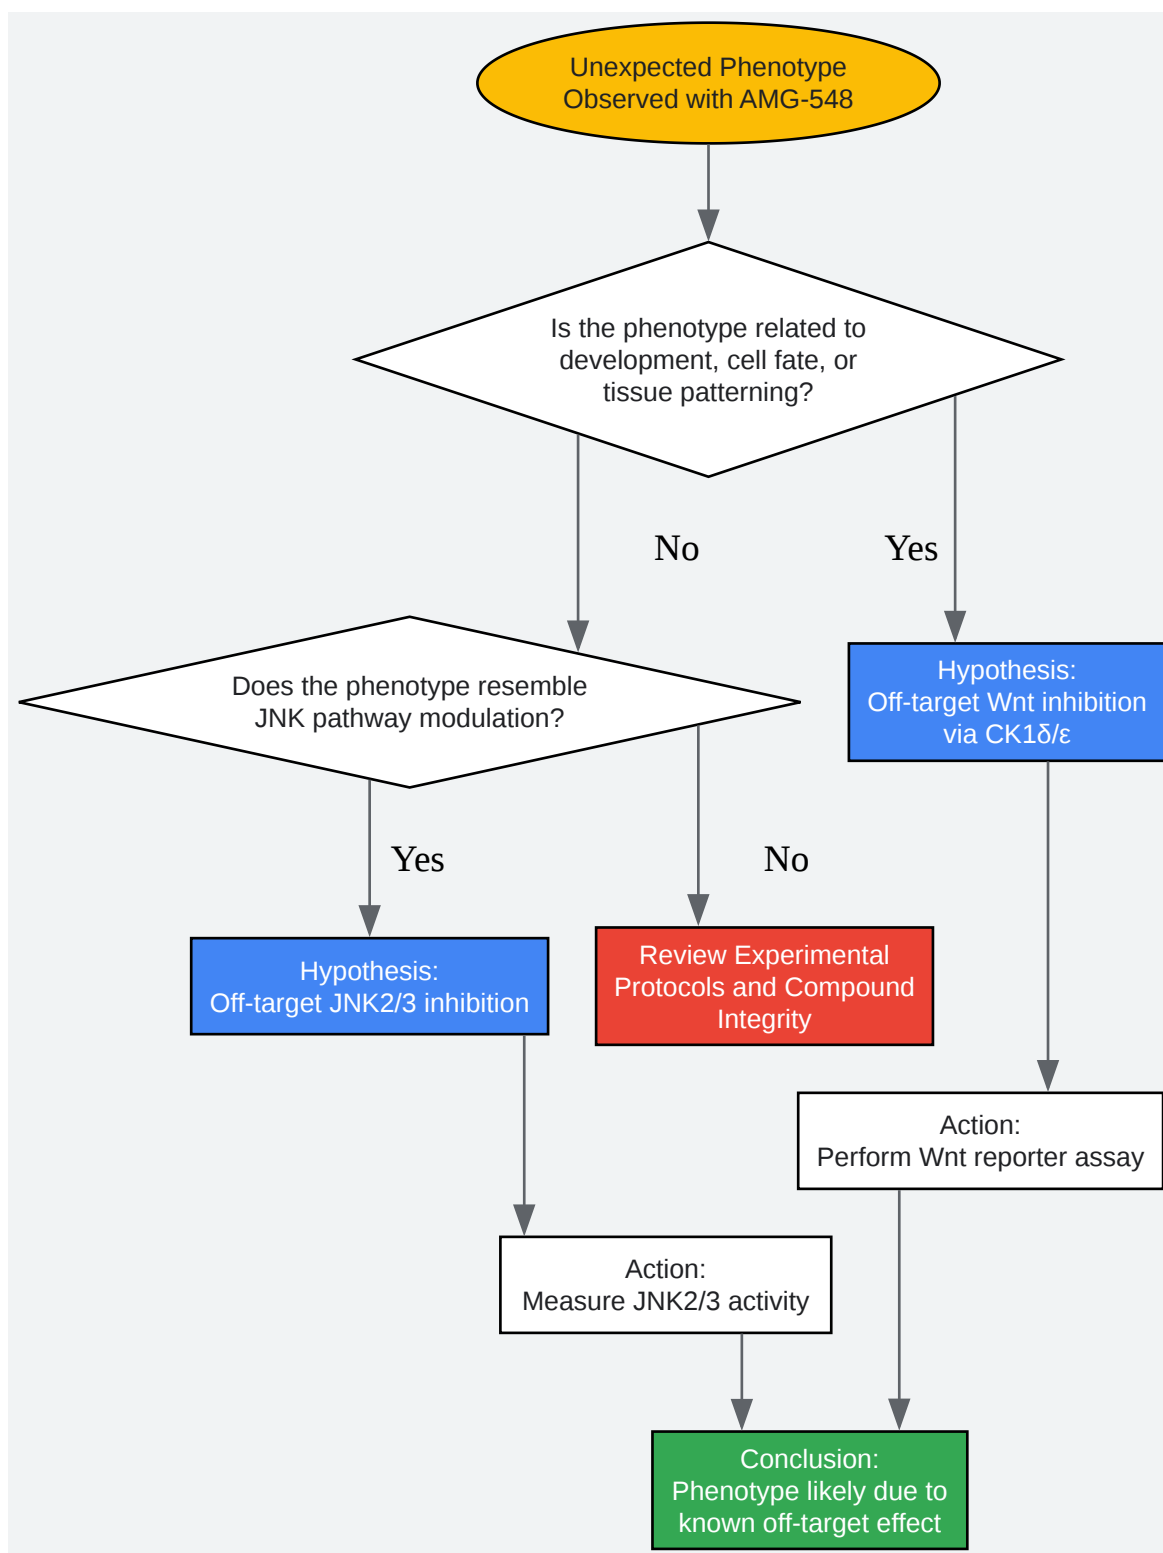 Unexpected Phenotype
Observed with AMG-548
Is the phenotype related to
development, cell fate, or
tissue patterning?
No
Yes
Does the phenotype resemble
JNK pathway modulation?
Hypothesis:
Off-target Wnt inhibition
via CK1δ/ε
Yes
No
Hypothesis:
Off-target JNK2/3 inhibition
Review Experimental
Protocols and Compound
Integrity
Action:
Perform Wnt reporter assay
Action:
Measure JNK2/3 activity
Conclusion:
Phenotype likely due to
known off-target effect